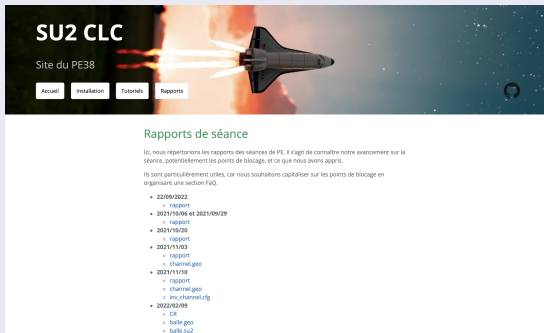 SU2 CLC
Site du PE38
Accueil
Installation
Tutoriels
Rapports
Rapports de séance
Ici, nous répertorions les rapports des séances de PE. Il s'agit de connaître notre avancement sur la
séance, potentiellement les points de blocage, et ce que nous avons appris.
Ils sont particulièrement utiles, car nous souhaitons capitaliser sur les points de blocage en
organisant une section FaQ.
22/09/2022
rapport
2021/10/06 et 2021/09/29
rapport
2021/10/20
rapport
2021/11/03
rapport
channel.geo
2021/11/10
rapport
channel.geo
inv_channel.cfg
2022/02/09
CR
balle.geo
balle.su2